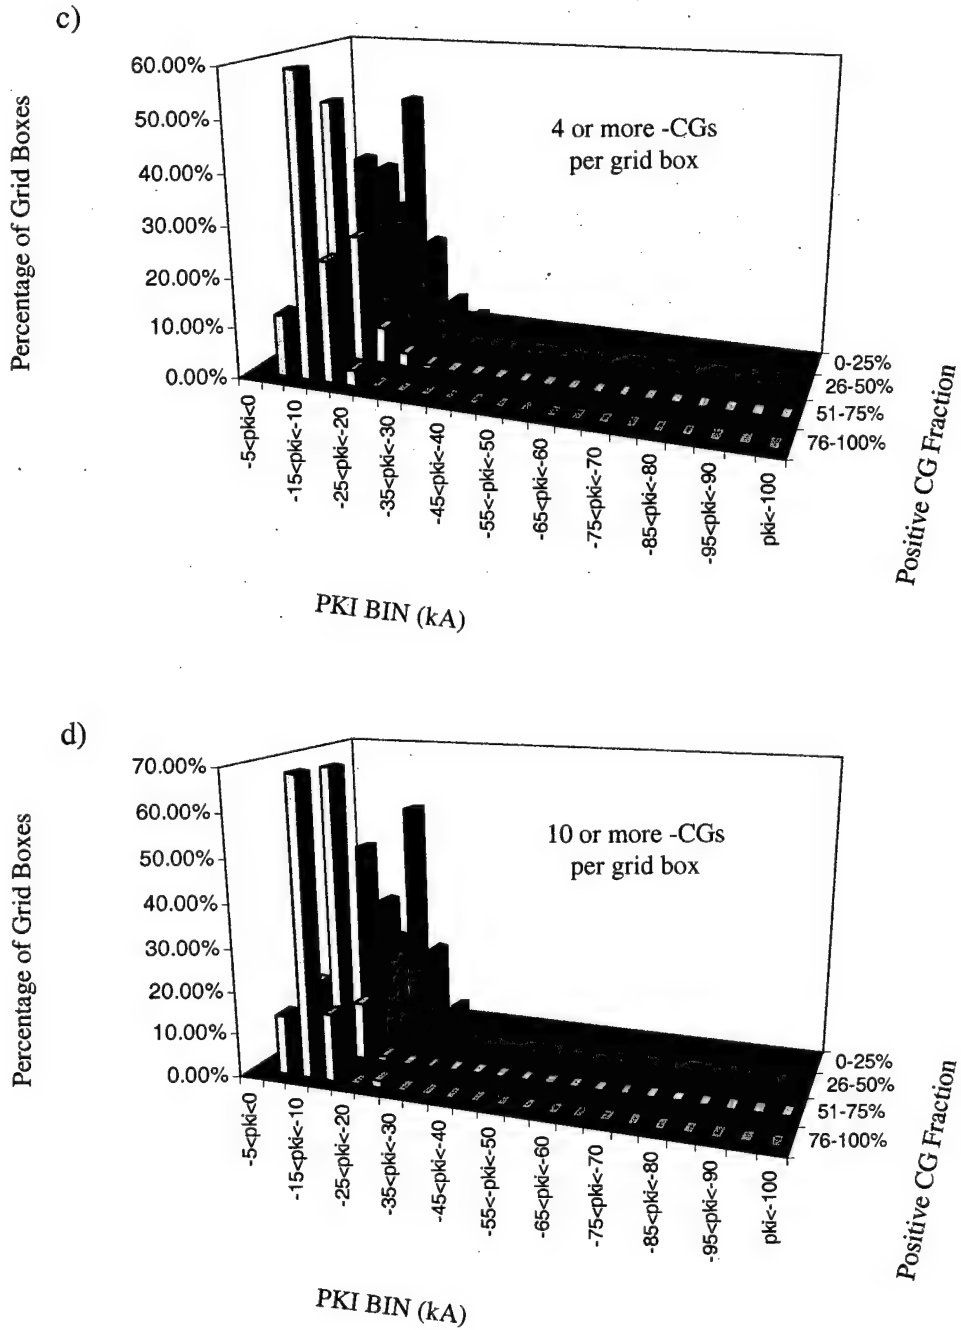 c)
60.00%
50.00%
40.00%
30.00%
20.00%
10.00%
0.00%
Percentage of Grid Boxes
4 or more -CGs
per grid box
-5<pki<0
-15<pki<-10
-25<pki<-20
-35<pki<-30
-45<pki<-40
-55<-pki<-50
-65<pki<-60
-75<pki<-70
-85<pki<-80
-95<pki<-90
pki<-100
0-25%
26-50%
51-75%
76-100%
Positive CG Fraction
PKI BIN (kA)
d)
70.00%
60.00%
50.00%
40.00%
30.00%
20.00%
10.00%
0.00%
Percentage of Grid Boxes
10 or more -CGs
per grid box
-5<pki<0
-15<pki<-10
-25<pki<-20
-35<pki<-30
-45<pki<-40
-55<-pki<-50
-65<pki<-60
-75<pki<-70
-85<pki<-80
-95<pki<-90
pki<-100
0-25%
26-50%
51-75%
76-100%
Positive CG Fraction
PKI BIN (kA)